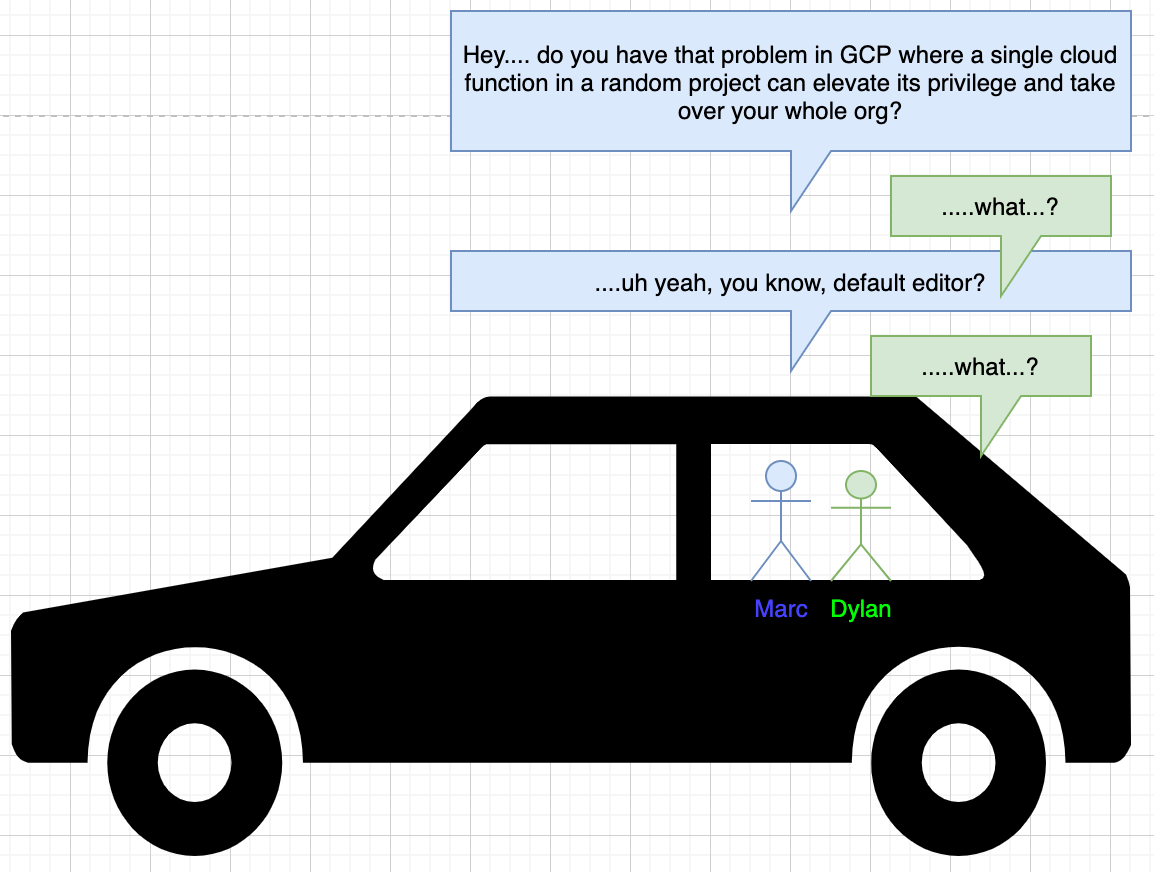 Hey.... do you have that problem in GCP where a single cloud
function in a random project can elevate its privilege and take
over your whole org?
.....what...?
....uh yeah, you know, default editor?
.....what...?
Marc
Dylan